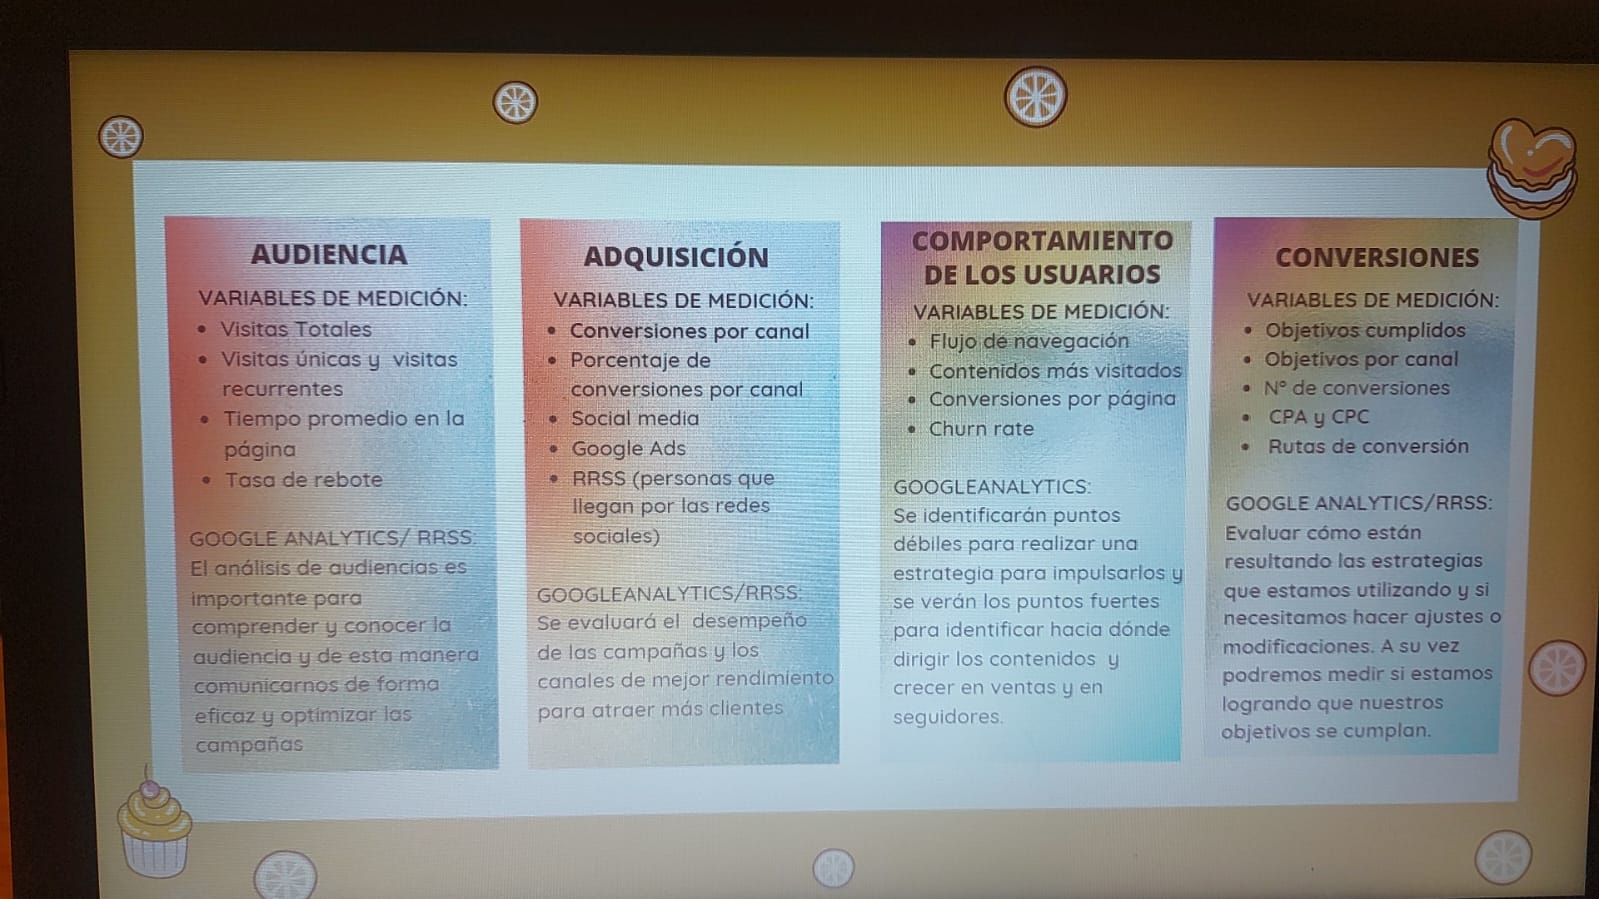 AUDIENCIA
VARIABLES DE MEDICIÓN:
• Visitas Totales
• Visitas únicas y visitas
recurrentes
• Tiempo promedio en la
página
• Tasa de rebote
GOOGLE ANALYTICS/ RRSS:
El análisis de audiencias es
importante para
comprender y conocer la
audiencia y de esta manera
comunicarnos de forma
eficaz y optimizar las
campañas
ADQUISICIÓN
VARIABLES DE MEDICIÓN:
• Conversiones por canal
• Porcentaje de
conversiones por canal
• Social media
• Google Ads
• RRSS (personas que
llegan por las redes
sociales)
GOOGLEANALYTICS/RRSS:
Se evaluará el desempeño
de las campañas y los
canales de mejor rendimiento
para atraer más clientes
COMPORTAMIENTO
DE LOS USUARIOS
VARIABLES DE MEDICIÓN:
• Flujo de navegación
• Contenidos más visitados
• Conversiones por página
• Churn rate
GOOGLEANALYTICS:
Se identificarán puntos
débiles para realizar una
estrategia para impulsarlos y
se verán los puntos fuertes
para identificar hacia dónde
dirigir los contenidos y
crecer en ventas y en
seguidores.
CONVERSIONES
VARIABLES DE MEDICIÓN:
• Objetivos cumplidos
• Objetivos por canal
• Nº de conversiones
• CPA y CPC
• Rutas de conversión
GOOGLE ANALYTICS/RRSS:
Evaluar cómo están
resultando las estrategias
que estamos utilizando y si
necesitamos hacer ajustes o
modificaciones. A su vez
podremos medir si estamos
logrando que nuestros
objetivos se cumplan.